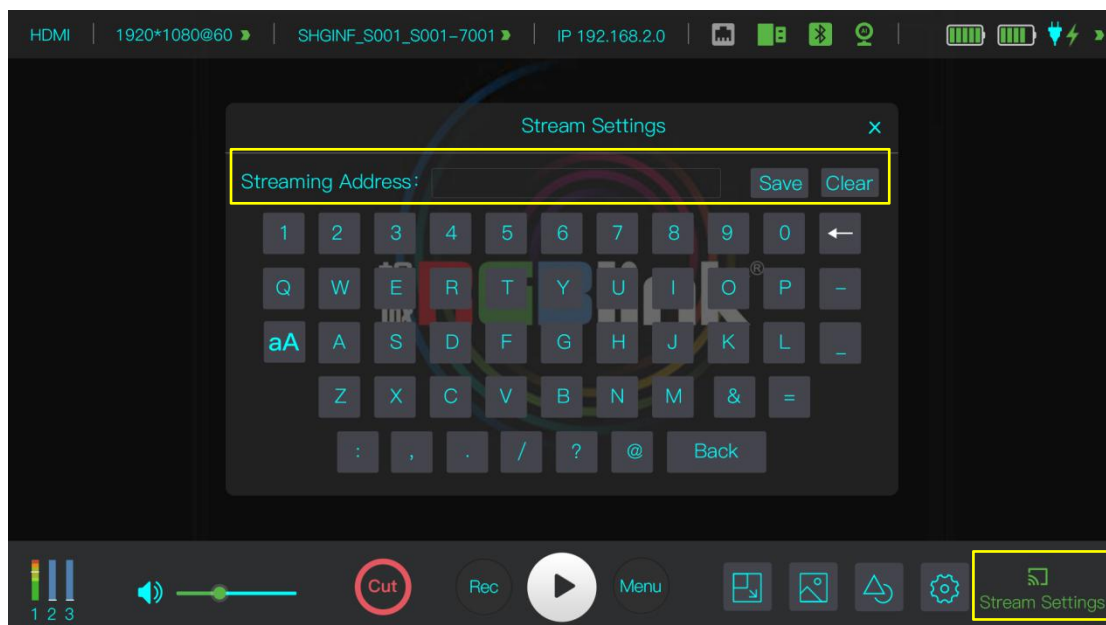 HDMI 1920*1080@60 SHGINF_S001_S001-7001 IP 192.168.2.0
Stream Settings x
Streaming Address: Save Clear
1 2 3 4 5 6 7 8 9 0 ←
Q W E R T Y U I O P -
aA A S D F G H J K L _
Z X C V B N M & =
: , . / ? @ Back
RGBlink®
Cut Rec Menu
Stream Settings
1 2 3